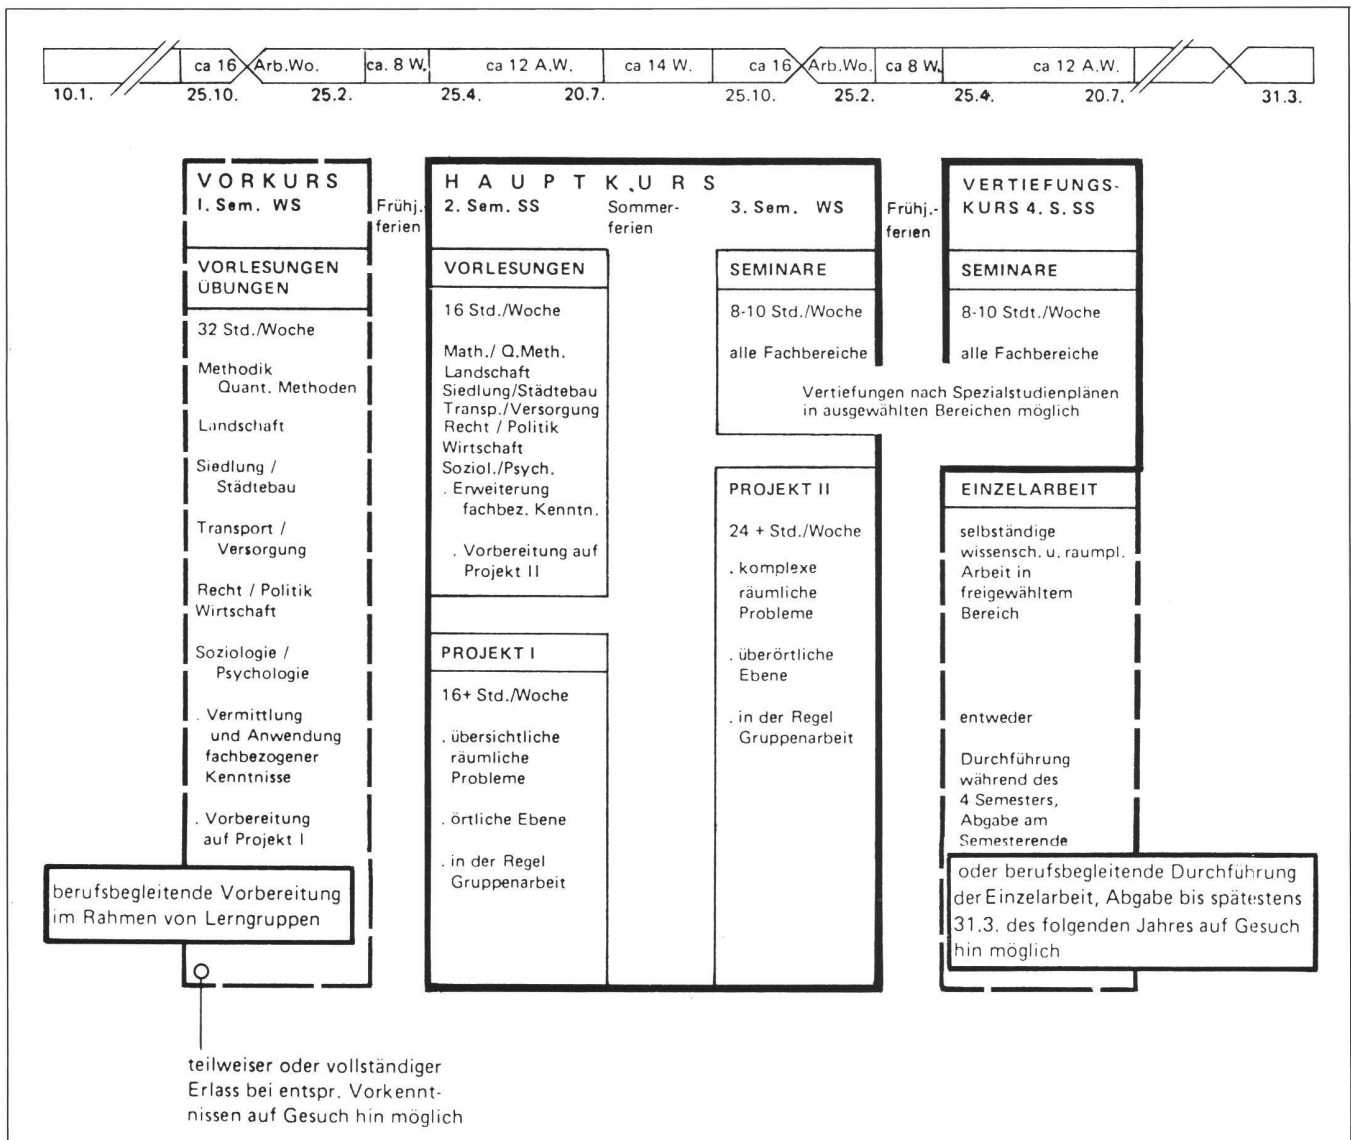 ca 16 Arb.Wo. ca. 8 W. ca 12 A.W. ca 14 W. ca 16 Arb.Wo. ca 8 W. ca 12 A.W.
10.1. 25.10. 25.2. 25.4. 20.7. 25.10. 25.2. 25.4. 20.7. 31.3.
VORKURS
1. Sem. WS
VORLESUNGEN
ÜBUNGEN
32 Std./Woche
Methodik
Quant. Methoden
Landschaft
Siedlung /
Städtebau
Transport /
Versorgung
Recht / Politik
Wirtschaft
Soziologie /
Psychologie
. Vermittlung
und Anwendung
fachbezogener
Kenntnisse
. Vorbereitung
auf Projekt I
berufsbegleitende Vorbereitung
im Rahmen von Lerngruppen
teilweiser oder vollständiger
Erlass bei entspr. Vorkennt-
nissen auf Gesuch hin möglich
Frühj.-
ferien
HAUPTKURS
2. Sem. SS
Sommer-
ferien
3. Sem. WS
VORLESUNGEN
16 Std./Woche
Math./ Q.Meth.
Landschaft
Siedlung/Städtebau
Transp./Versorgung
Recht / Politik
Wirtschaft
Soziol./Psych.
. Erweiterung
fachbez. Kenntn.
. Vorbereitung auf
Projekt II
PROJEKT I
16+ Std./Woche
. übersichtliche
räumliche
Probleme
. örtliche Ebene
. in der Regel
Gruppenarbeit
SEMINARE
8-10 Std./Woche
alle Fachbereiche
Vertiefungen nach Spezialstudienplänen
in ausgewählten Bereichen möglich
PROJEKT II
24 + Std./Woche
. komplexe
räumliche
Probleme
. überörtliche
Ebene
. in der Regel
Gruppenarbeit
Frühj.-
ferien
VERTIEFUNGS-
KURS 4. S. SS
SEMINARE
8-10 Stdt./Woche
alle Fachbereiche
EINZELARBEIT
selbständige
wissensch. u. raumpl.
Arbeit in
freigewähltem
Bereich
entweder
Durchführung
während des
4 Semesters,
Abgabe am
Semesterende
oder berufsbegleitende Durchführung
der Einzelarbeit, Abgabe bis spätestens
31.3. des folgenden Jahres auf Gesuch
hin möglich